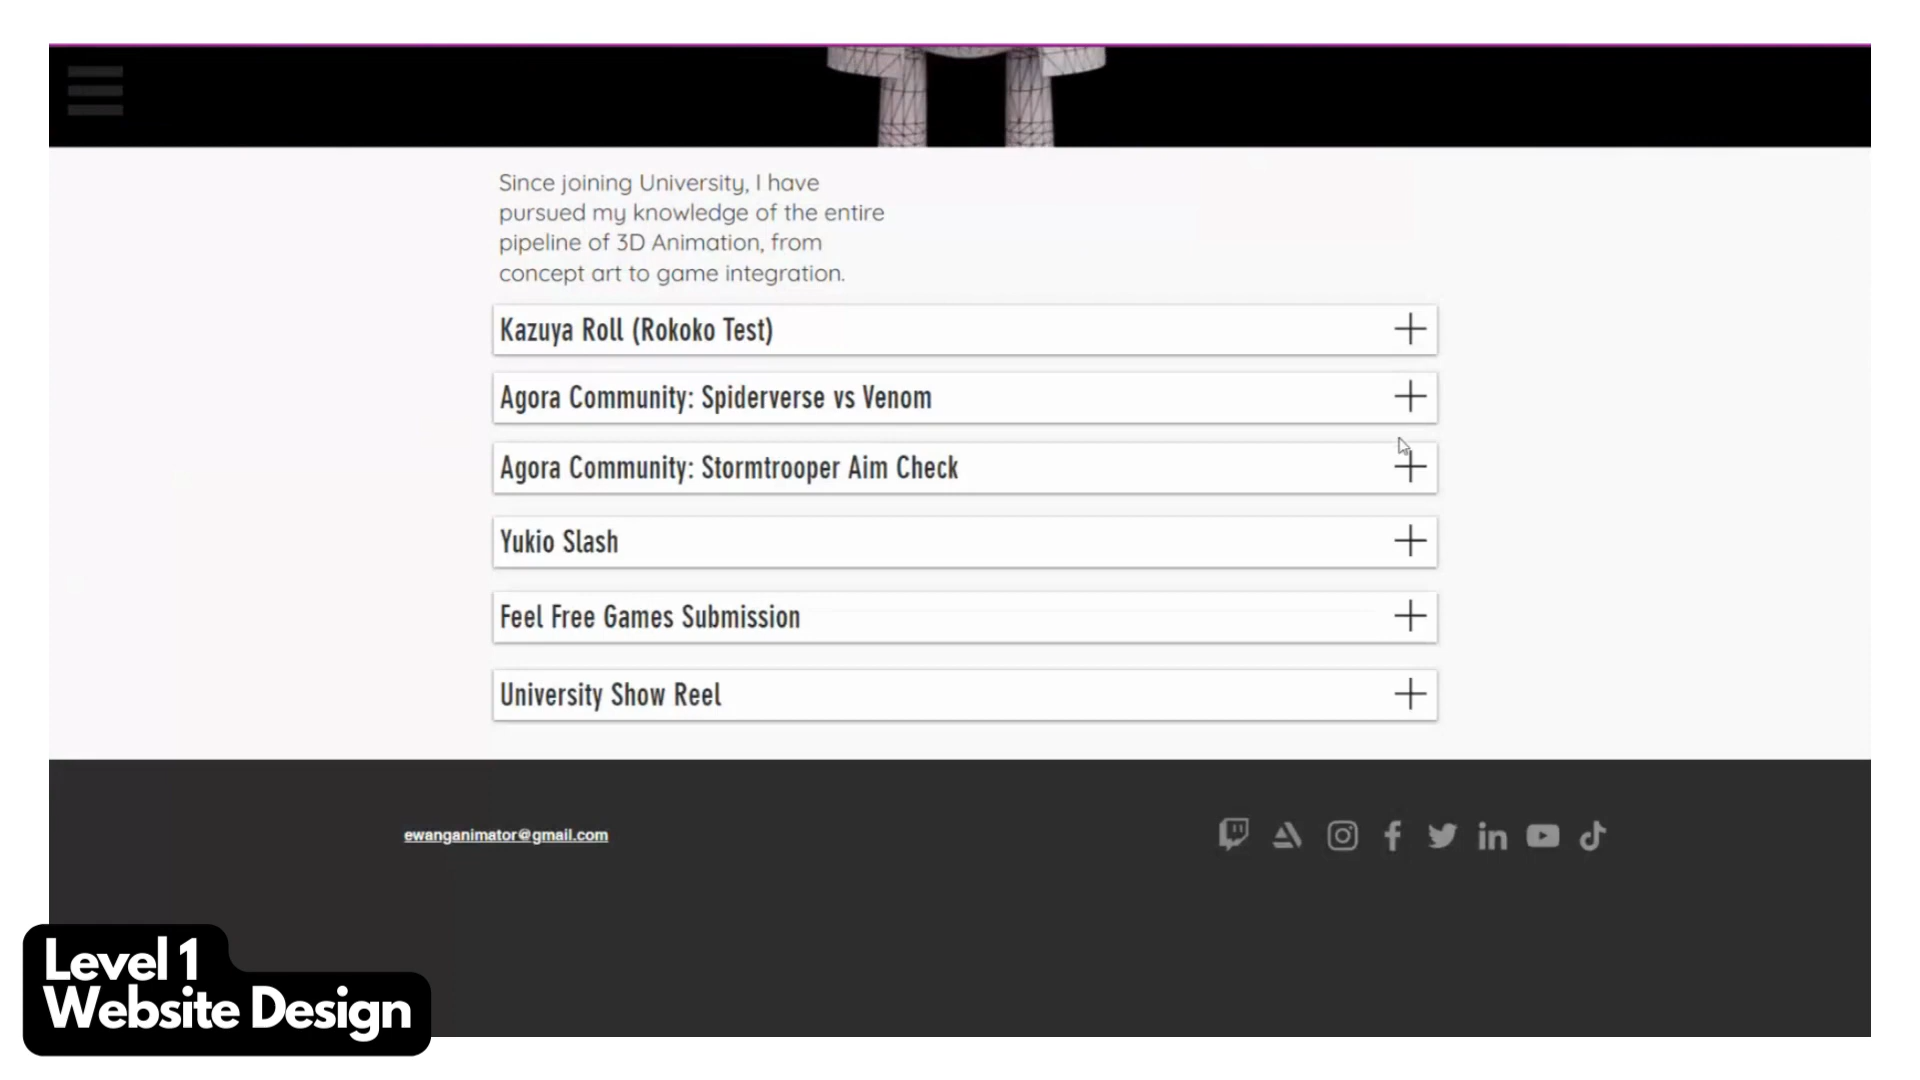 Since joining University, I have
pursued my knowledge of the entire
pipeline of 3D Animation, from
concept art to game integration.
Kazuya Roll (Rokoko Test)
Agora Community: Spiderverse vs Venom
Agora Community: Stormtrooper Aim Check
Yukio Slash
Feel Free Games Submission
University Show Reel
ewanganimator@gmail.com
Level 1
Website Design